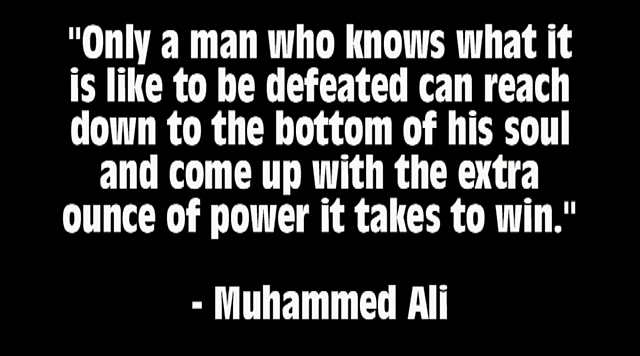 "Only a man who knows what it
is like to be defeated can reach
down to the bottom of his soul
and come up with the extra
ounce of power it takes to win."
- Muhammed Ali